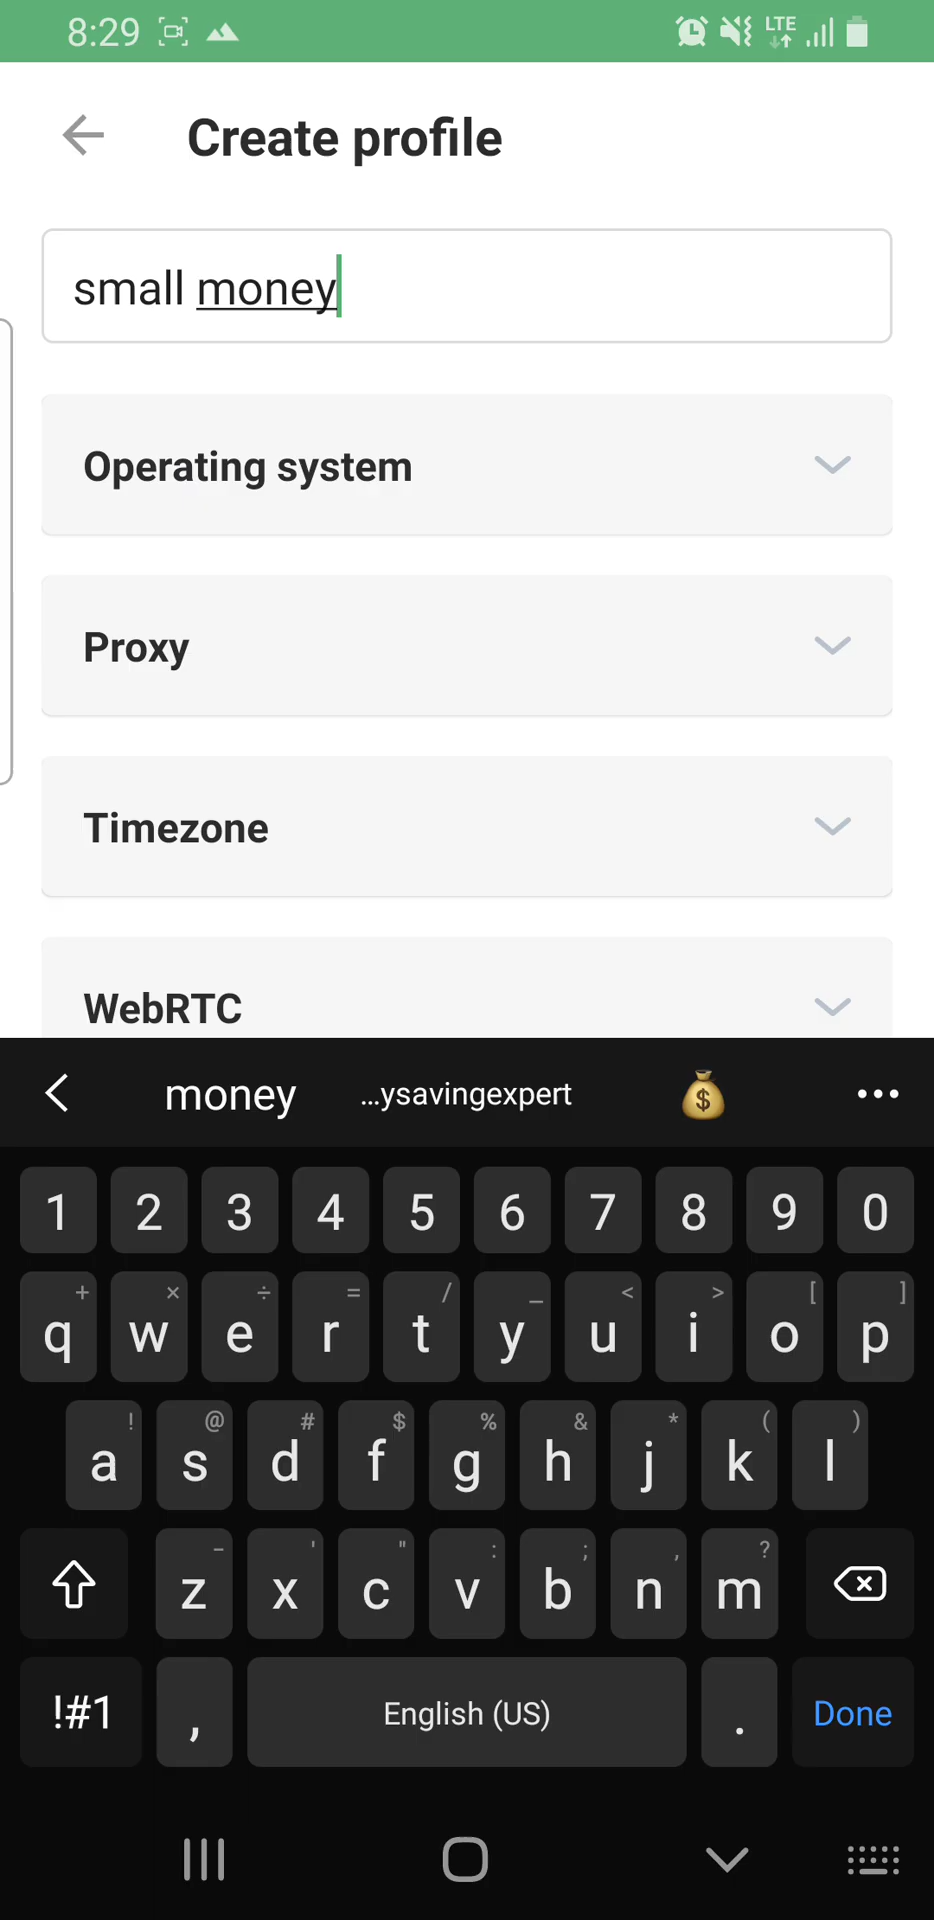 8:29 LTE
Create profile
small money
Operating system
Proxy
Timezone
WebRTC
money ...ysavingexpert $ •••
1 2 3 4 5 6 7 8 9 0
+ × ÷ = / _ < > [ ]
q w e r t y u i o p
! @ # $ % & * ( )
a s d f g h j k l
- ' " : ; , ?
z x c v b n m
!#1 , English (US) . Done